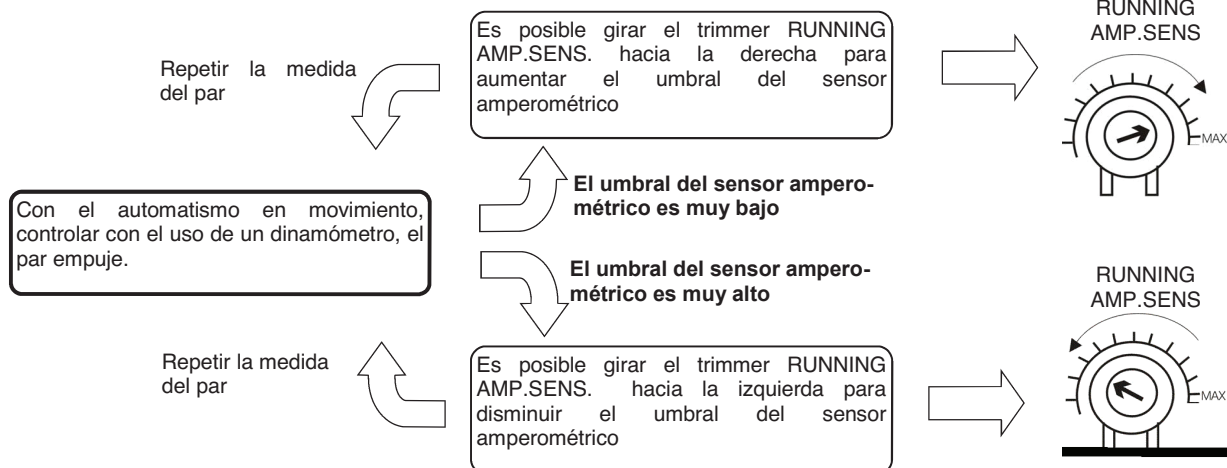 RUNNING
AMP.SENS
Es posible girar el trimmer RUNNING
AMP.SENS. hacia la derecha para
aumentar el umbral del sensor
amperométrico
Repetir la medida
del par
MAX
El umbral del sensor ampero-
métrico es muy bajo
Con el automatismo en movimiento,
controlar con el uso de un dinamómetro, el
par empuje.
El umbral del sensor ampero-
métrico es muy alto
RUNNING
AMP.SENS
Repetir la medida
del par
Es posible girar el trimmer RUNNING
AMP.SENS. hacia la izquierda para
disminuir el umbral del sensor
amperométrico
MAX